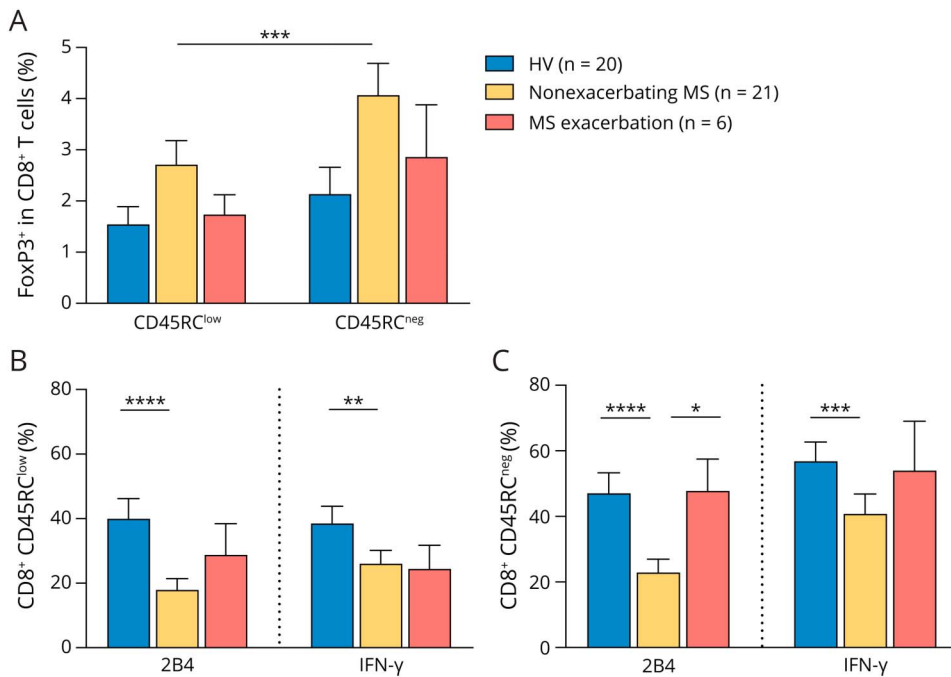 A
FoxP3⁺ in CD8⁺ T cells (%)
5
4
3
2
1
0
***
CD45RCˡᵒʷ
CD45RCⁿᵉᵍ
HV (n = 20)
Nonexacerbating MS (n = 21)
MS exacerbation (n = 6)
B
CD8⁺ CD45RCˡᵒʷ (%)
80
60
40
20
0
****
**
2B4
IFN-γ
C
CD8⁺ CD45RCⁿᵉᵍ (%)
80
60
40
20
0
****
*
***
2B4
IFN-γ